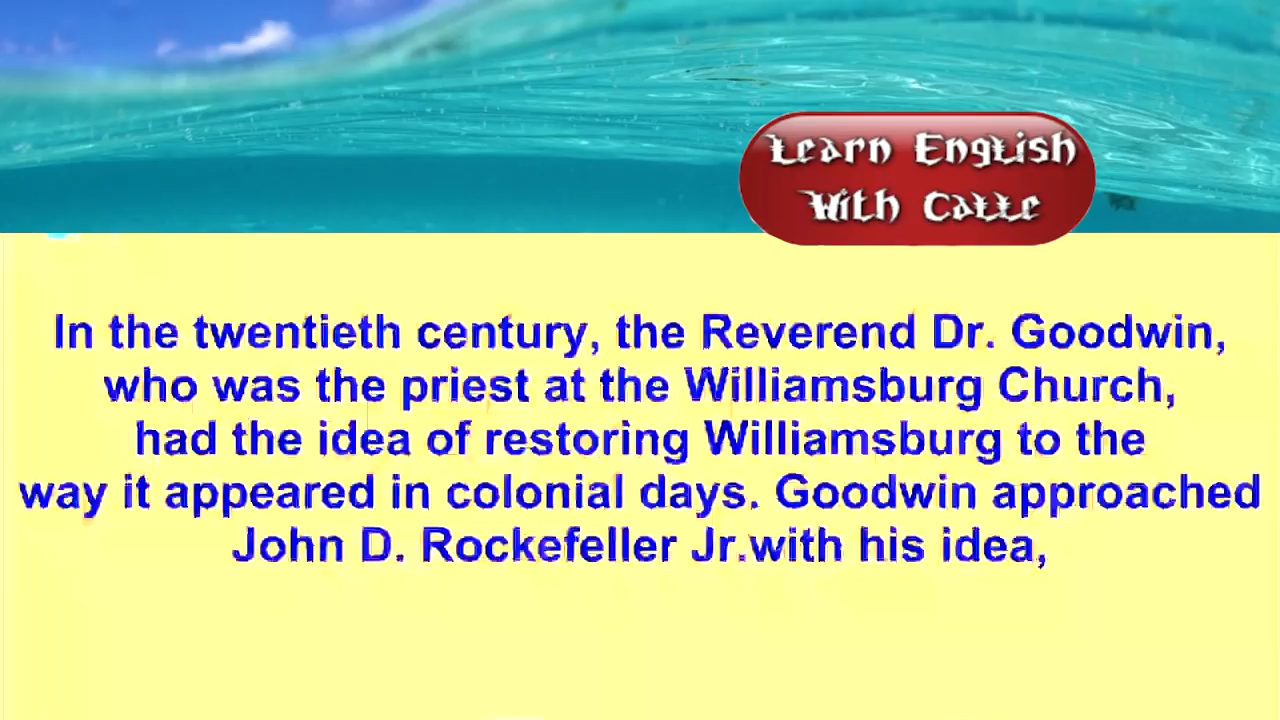 Learn English
With Catte
In the twentieth century, the Reverend Dr. Goodwin,
who was the priest at the Williamsburg Church,
had the idea of restoring Williamsburg to the
way it appeared in colonial days. Goodwin approached
John D. Rockefeller Jr.with his idea,